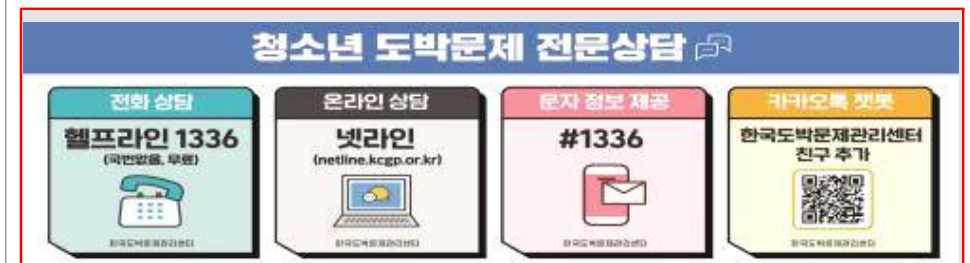 청소년 도박문제 전문상담
전화 상담
헬프라인 1336
(국번없음, 무료)
한국도박문제관리센터
온라인 상담
넷라인
(netline.kcgp.or.kr)
한국도박문제관리센터
문자 정보 제공
#1336
한국도박문제관리센터
카카오톡 챗봇
한국도박문제관리센터
친구 추가
한국도박문제관리센터